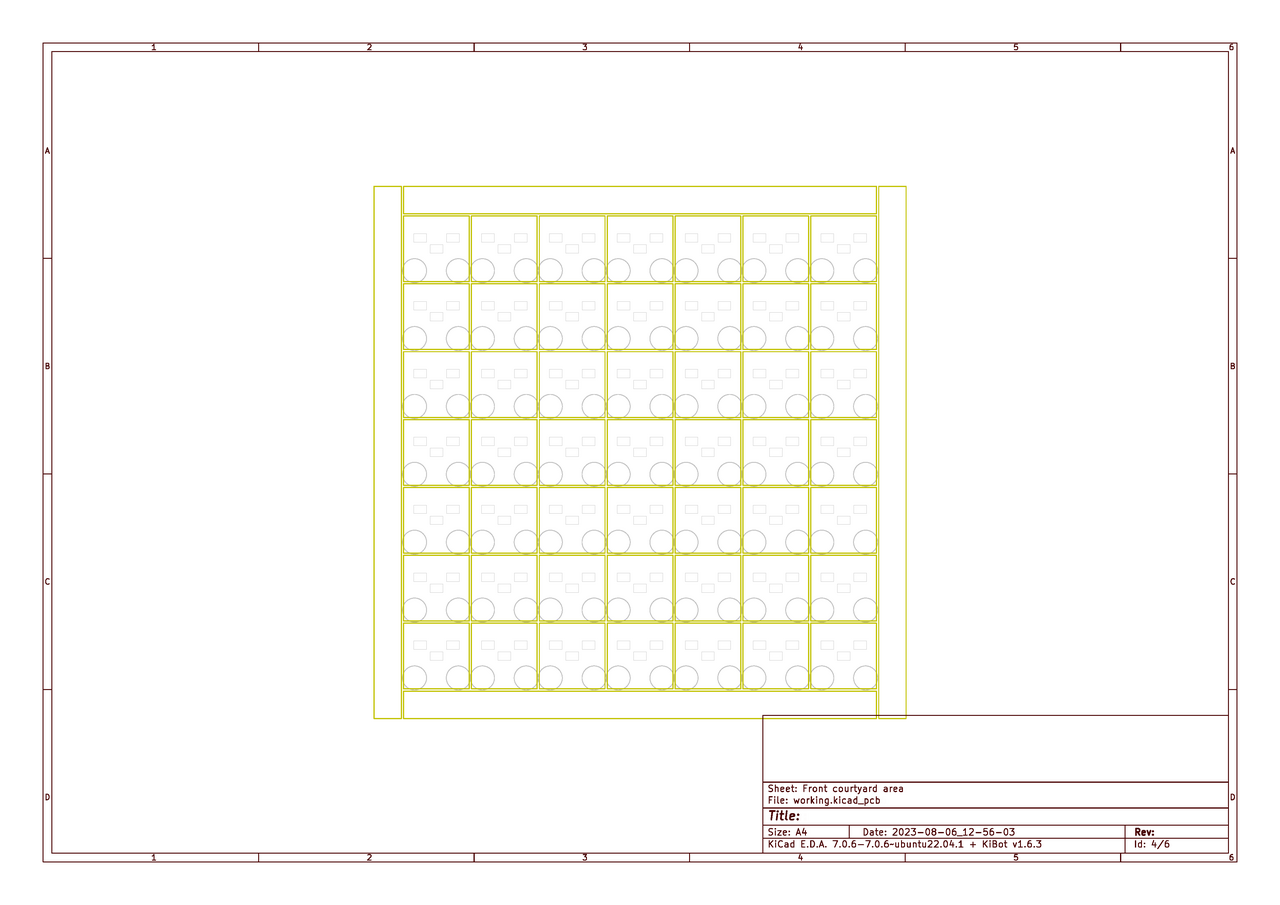 1 2 3 4 5 6
A A
B B
C C
D D
Sheet: Front courtyard area
File: working.kicad_pcb
Title:
Size: A4 Date: 2023-08-06_12-56-03 Rev:
KiCad E.D.A. 7.0.6-7.0.6~ubuntu22.04.1 + KiBot v1.6.3 Id: 4/6
1 2 3 4 5 6